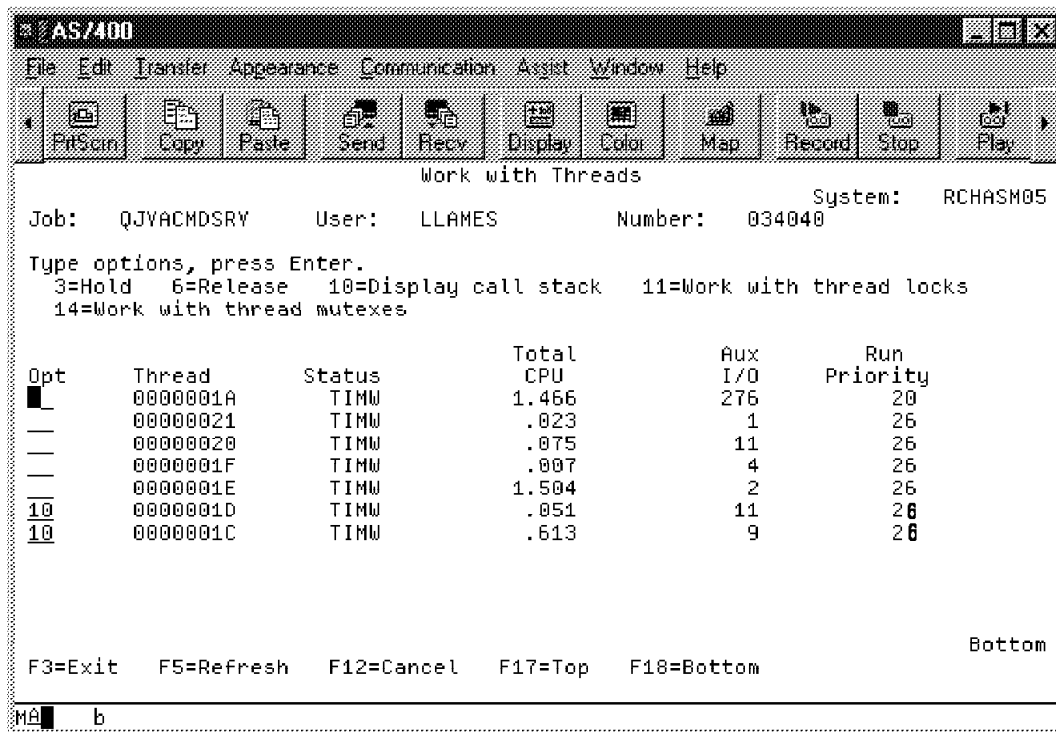 AS/400
File Edit Transfer Appearance Communication Assist Window Help
PrtScrn Copy Paste Send Recv Display Color Map Record Stop Play
Work with Threads
System: RCHASM05
Job: QJVACMDSRV User: LLAMES Number: 034040
Type options, press Enter.
3=Hold 6=Release 10=Display call stack 11=Work with thread locks
14=Work with thread mutexes
Total Aux Run
Opt Thread Status CPU I/O Priority
_ 0000001A TIMW 1.466 276 20
__ 00000021 TIMW .023 1 26
__ 00000020 TIMW .075 11 26
__ 0000001F TIMW .007 4 26
__ 0000001E TIMW 1.504 2 26
10 0000001D TIMW .051 11 26
10 0000001C TIMW .613 9 26
Bottom
F3=Exit F5=Refresh F12=Cancel F17=Top F18=Bottom
MA b